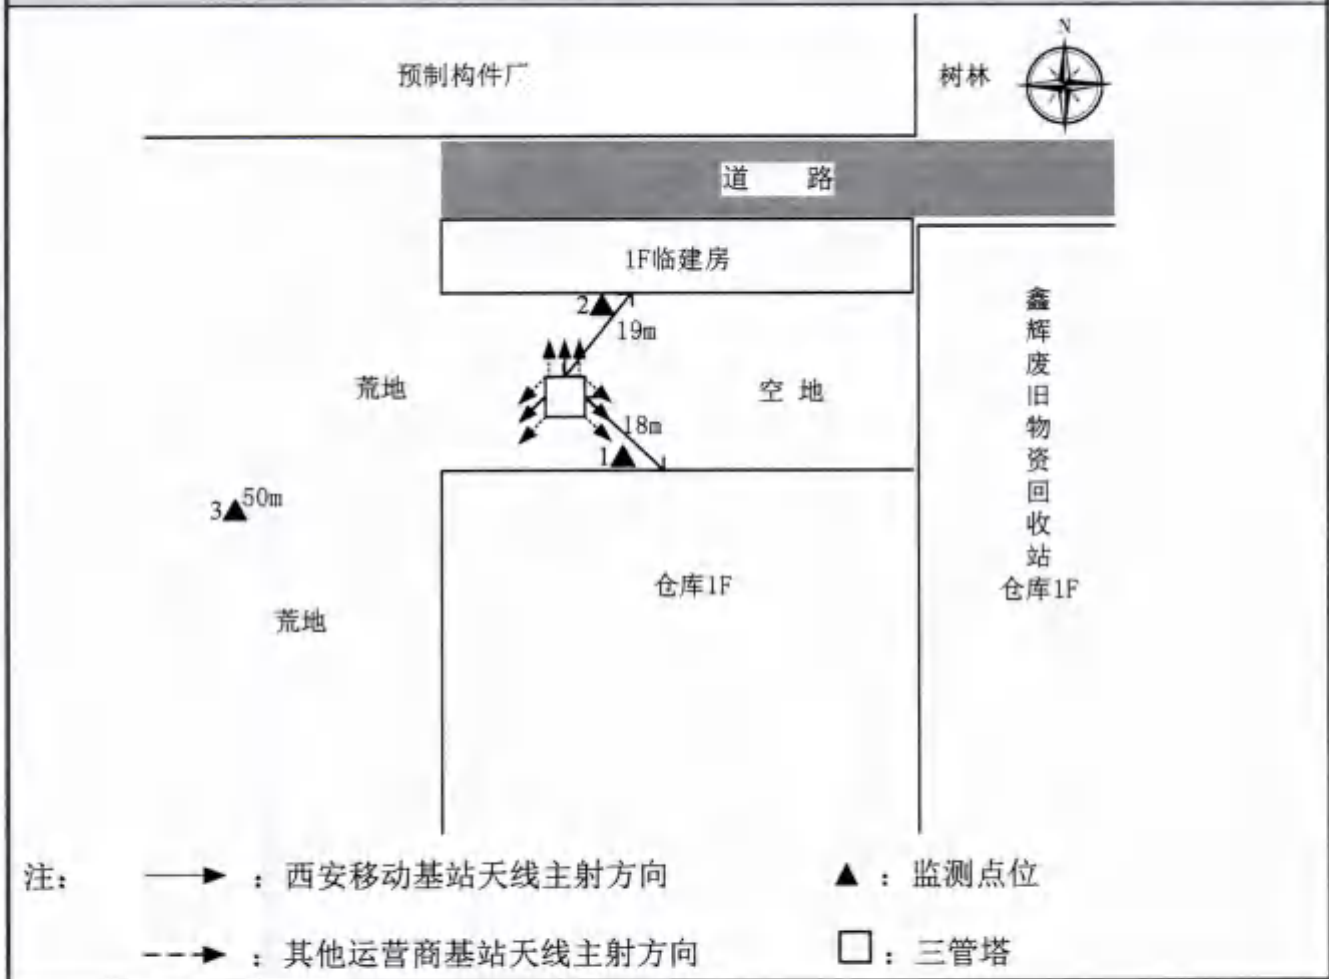 N
预制构件厂
树林
道 路
1F临建房
2
19m
鑫辉废旧物资回收站
仓库1F
荒地
空 地
18m
1
3
50m
仓库1F
荒地
注：
：西安移动基站天线主射方向
：监测点位
：其他运营商基站天线主射方向
：三管塔